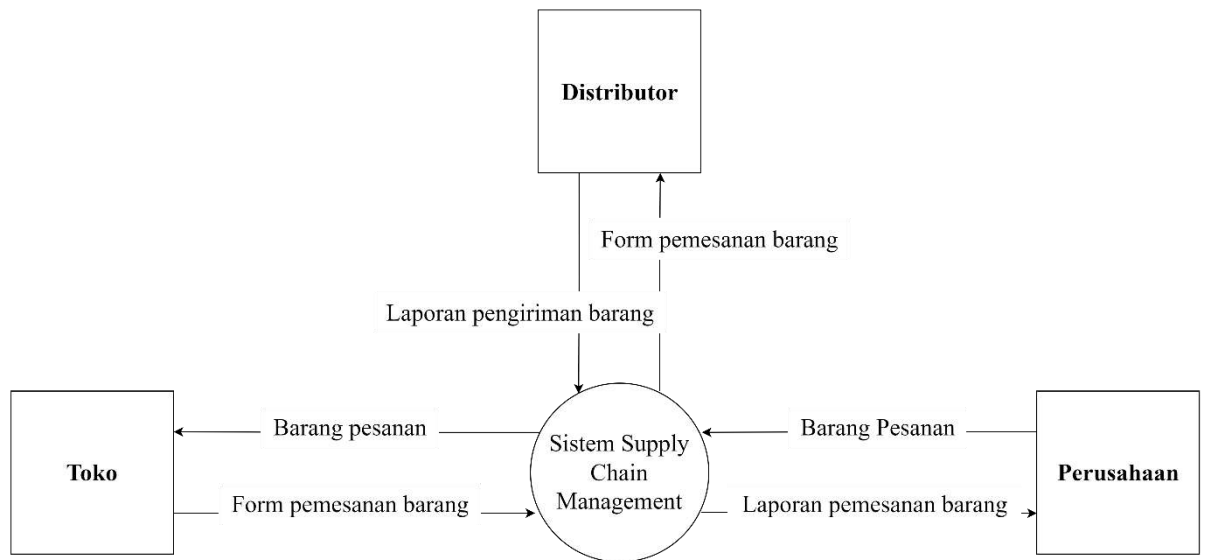 Distributor
Form pemesanan barang
Laporan pengiriman barang
Barang pesanan
Barang Pesanan
Toko
Sistem Supply
Chain
Management
Perusahaan
Form pemesanan barang
Laporan pemesanan barang